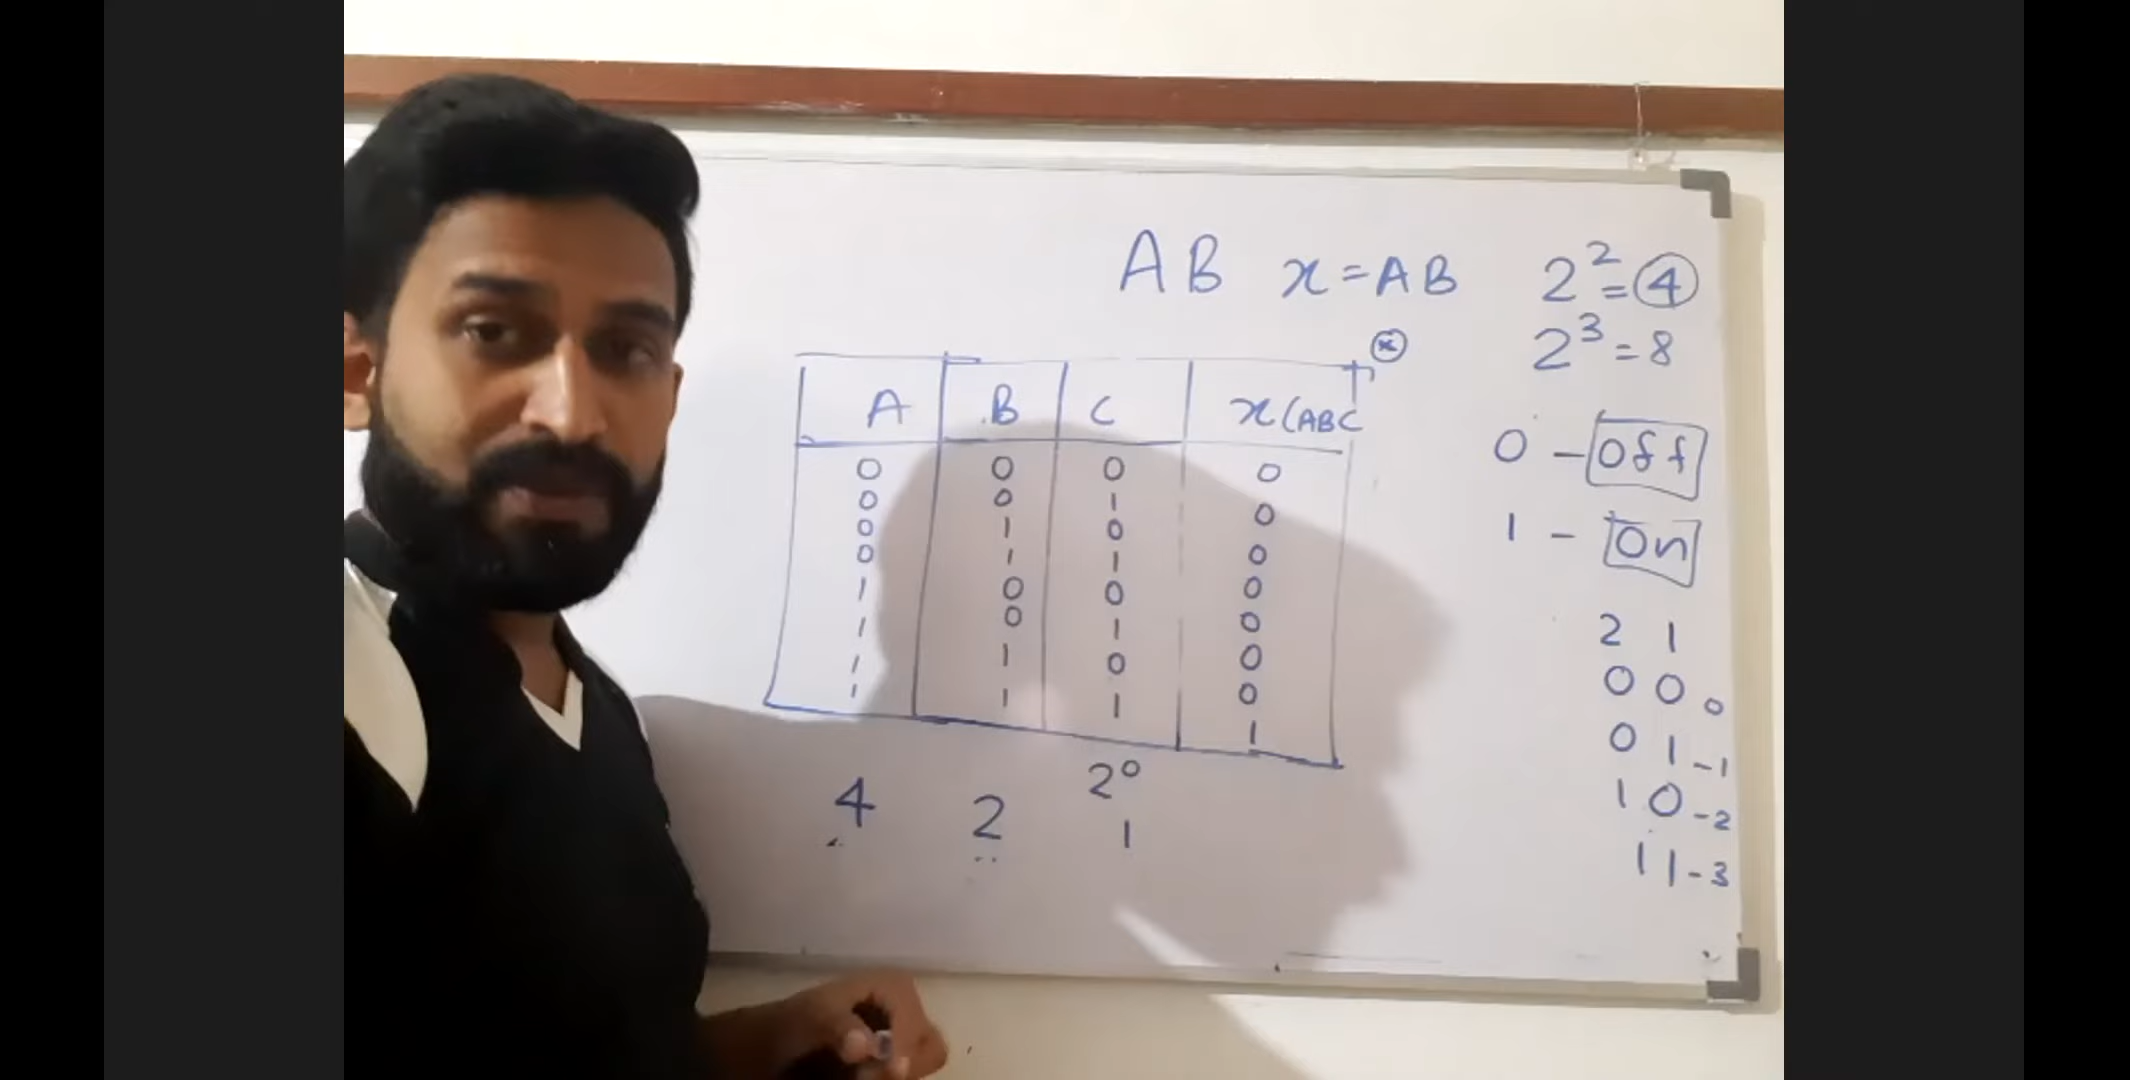 AB x=AB 2²=④
2³=8
x
A B C x(ABC
0 0 0 0
0 0 1 0
0 1 0 0
0 1 1 0
1 0 0 0
1 0 1 0
1 1 0 0
1 1 1 1
0 - Off
1 - On
2 1
0 0 0
0 1 -1
1 0 -2
1 1 -3
4 2 2⁰
1